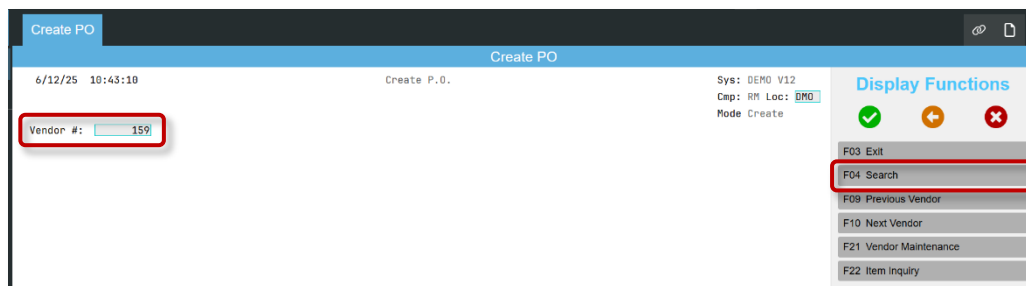 Create PO
Create PO
6/12/25 10:43:10 Create P.O. Sys: DEMO V12
Cmp: RM Loc: DMO
Mode Create
Vendor #: 159
Display Functions
F03 Exit
F04 Search
F09 Previous Vendor
F10 Next Vendor
F21 Vendor Maintenance
F22 Item Inquiry